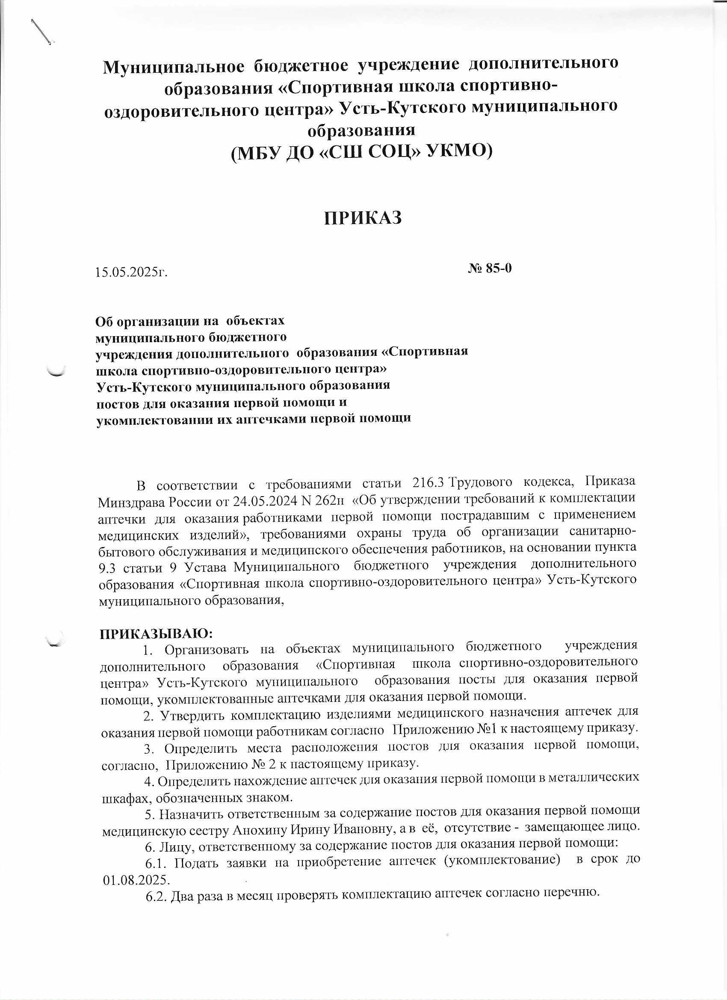 Муниципальное бюджетное учреждение дополнительного
образования «Спортивная школа спортивно-
оздоровительного центра» Усть-Кутского муниципального
образования
(МБУ ДО «СШ СОЦ» УКМО)
ПРИКАЗ
15.05.2025г. № 85-0
Об организации на объектах
муниципального бюджетного
учреждения дополнительного образования «Спортивная
школа спортивно-оздоровительного центра»
Усть-Кутского муниципального образования
постов для оказания первой помощи и
укомплектовании их аптечками первой помощи
В соответствии с требованиями статьи 216.3 Трудового кодекса, Приказа
Минздрава России от 24.05.2024 N 262н «Об утверждении требований к комплектации
аптечки для оказания работниками первой помощи пострадавшим с применением
медицинских изделий», требованиями охраны труда об организации санитарно-
бытового обслуживания и медицинского обеспечения работников, на основании пункта
9.3 статьи 9 Устава Муниципального бюджетного учреждения дополнительного
образования «Спортивная школа спортивно-оздоровительного центра» Усть-Кутского
муниципального образования,
ПРИКАЗЫВАЮ:
1. Организовать на объектах муниципального бюджетного учреждения
дополнительного образования «Спортивная школа спортивно-оздоровительного
центра» Усть-Кутского муниципального образования посты для оказания первой
помощи, укомплектованные аптечками для оказания первой помощи.
2. Утвердить комплектацию изделиями медицинского назначения аптечек для
оказания первой помощи работникам согласно Приложению №1 к настоящему приказу.
3. Определить места расположения постов для оказания первой помощи,
согласно, Приложению № 2 к настоящему приказу.
4. Определить нахождение аптечек для оказания первой помощи в металлических
шкафах, обозначенных знаком.
5. Назначить ответственным за содержание постов для оказания первой помощи
медицинскую сестру Анохину Ирину Ивановну, а в её, отсутствие - замещающее лицо.
6. Лицу, ответственному за содержание постов для оказания первой помощи:
6.1. Подать заявки на приобретение аптечек (укомплектование) в срок до
01.08.2025.
6.2. Два раза в месяц проверять комплектацию аптечек согласно перечню.